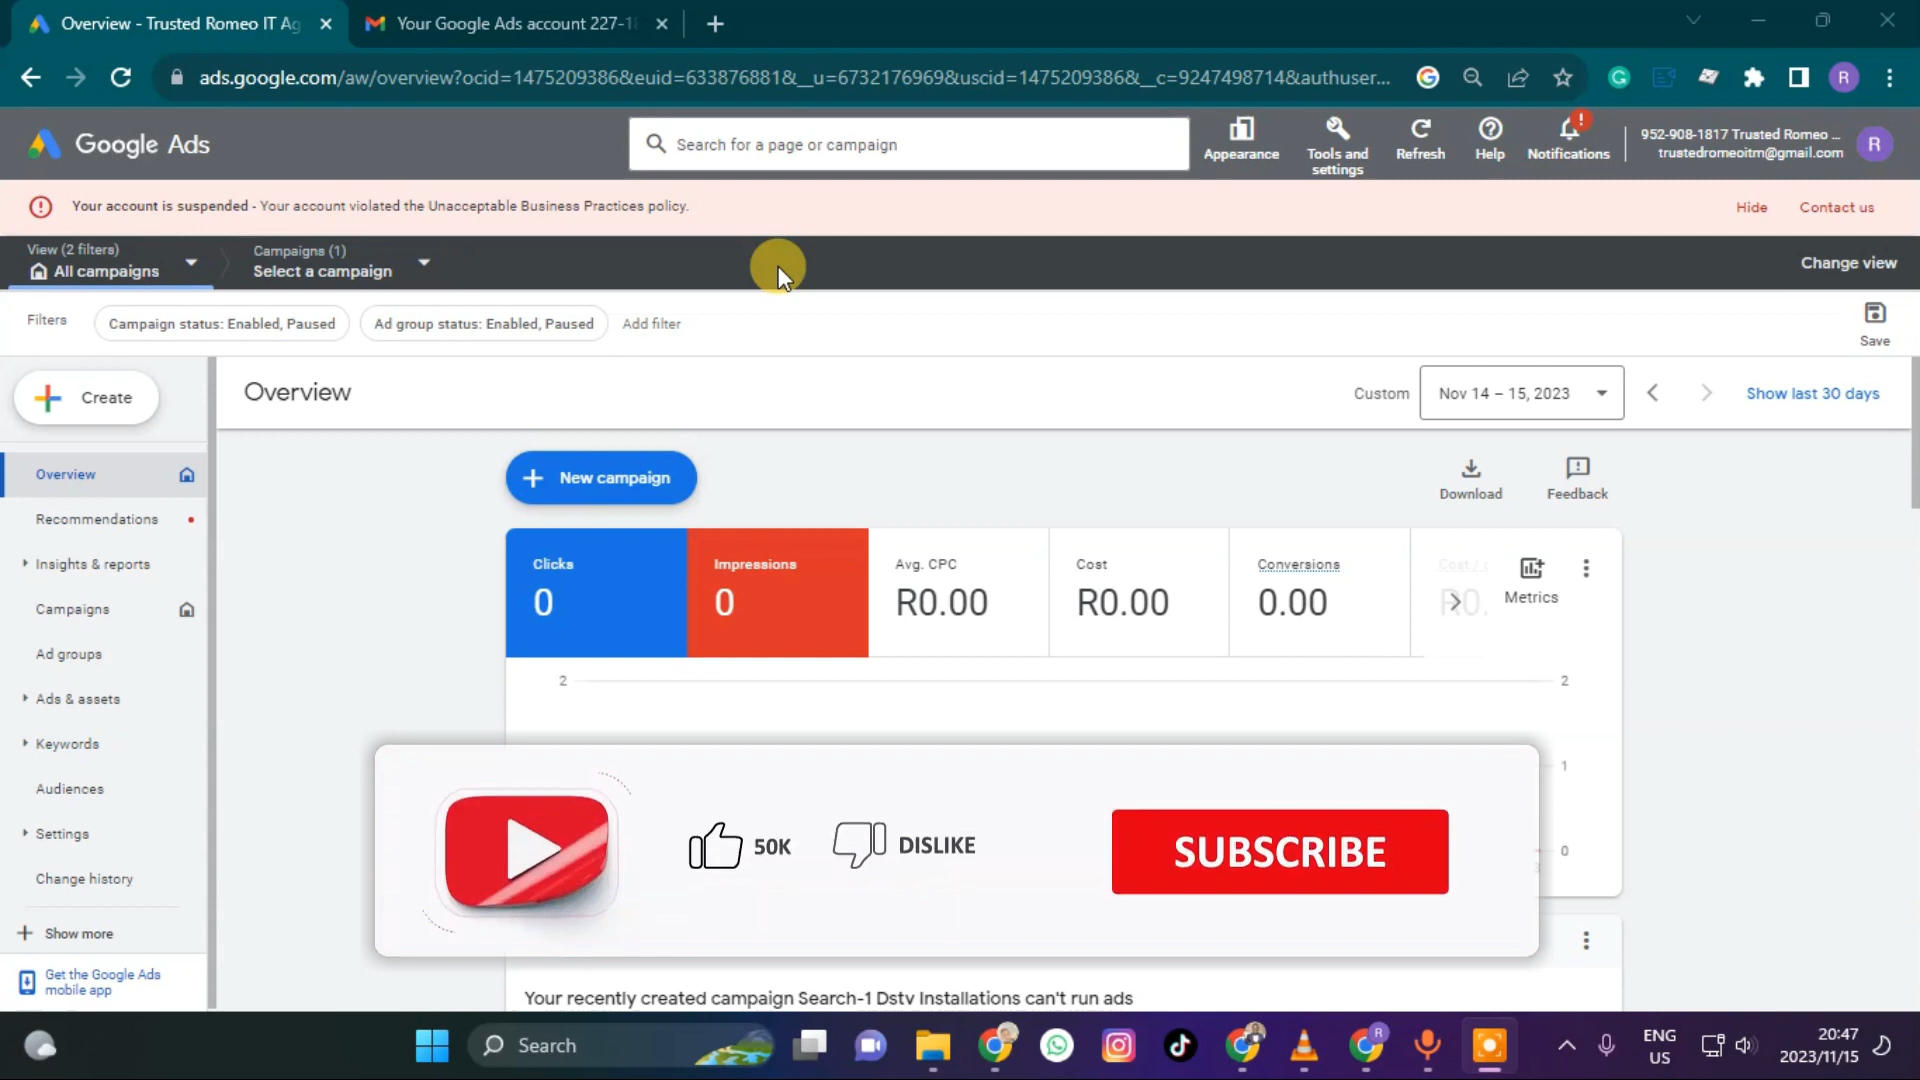 Overview - Trusted Romeo IT Ag
Your Google Ads account 227-18
ads.google.com/aw/overview?ocid=1475209386&euid=633876881&__u=6732176969&uscid=1475209386&__c=9247498714&authuser...
R
Google Ads
Search for a page or campaign
Appearance
Tools and settings
Refresh
Help
Notifications
952-908-1817 Trusted Romeo ...
trustedromeoitm@gmail.com
R
Your account is suspended - Your account violated the Unacceptable Business Practices policy.
Hide
Contact us
View (2 filters)
All campaigns
Campaigns (1)
Select a campaign
Change view
Filters
Campaign status: Enabled, Paused
Ad group status: Enabled, Paused
Add filter
Save
Create
Overview
Custom
Nov 14 – 15, 2023
Show last 30 days
Overview
Recommendations
Insights & reports
Campaigns
Ad groups
Ads & assets
Keywords
Audiences
Settings
Change history
Show more
Get the Google Ads
mobile app
New campaign
Download
Feedback
Clicks
0
Impressions
0
Avg. CPC
R0.00
Cost
R0.00
Conversions
0.00
Metrics
2
2
1
0
50K
DISLIKE
SUBSCRIBE
Your recently created campaign Search-1 Dstv Installations can't run ads
Search
ENG
US
20:47
2023/11/15